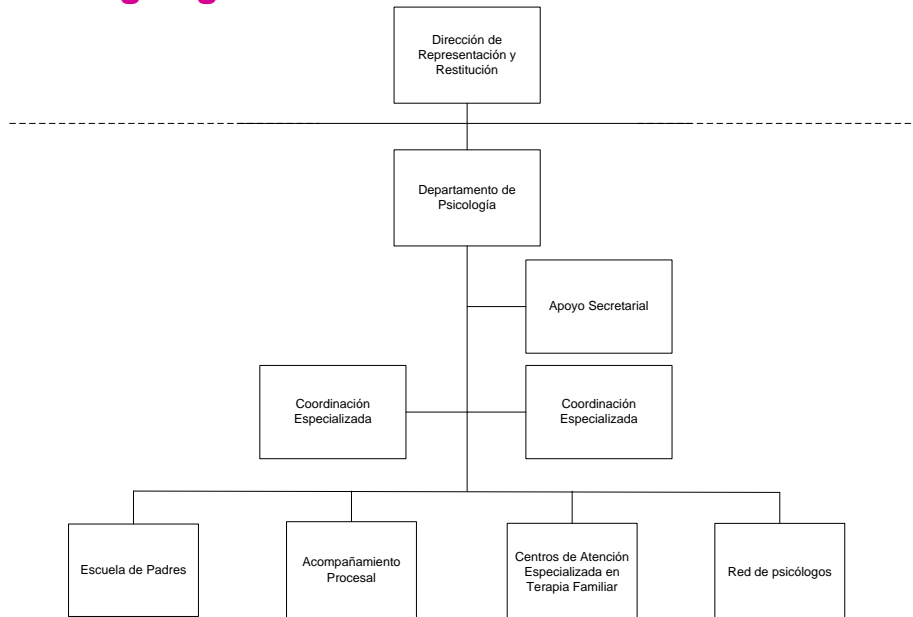 Dirección de
Representación y
Restitución
Departamento de
Psicología
Apoyo Secretarial
Coordinación
Especializada
Coordinación
Especializada
Escuela de Padres
Acompañamiento
Procesal
Centros de Atención
Especializada en
Terapia Familiar
Red de psicólogos